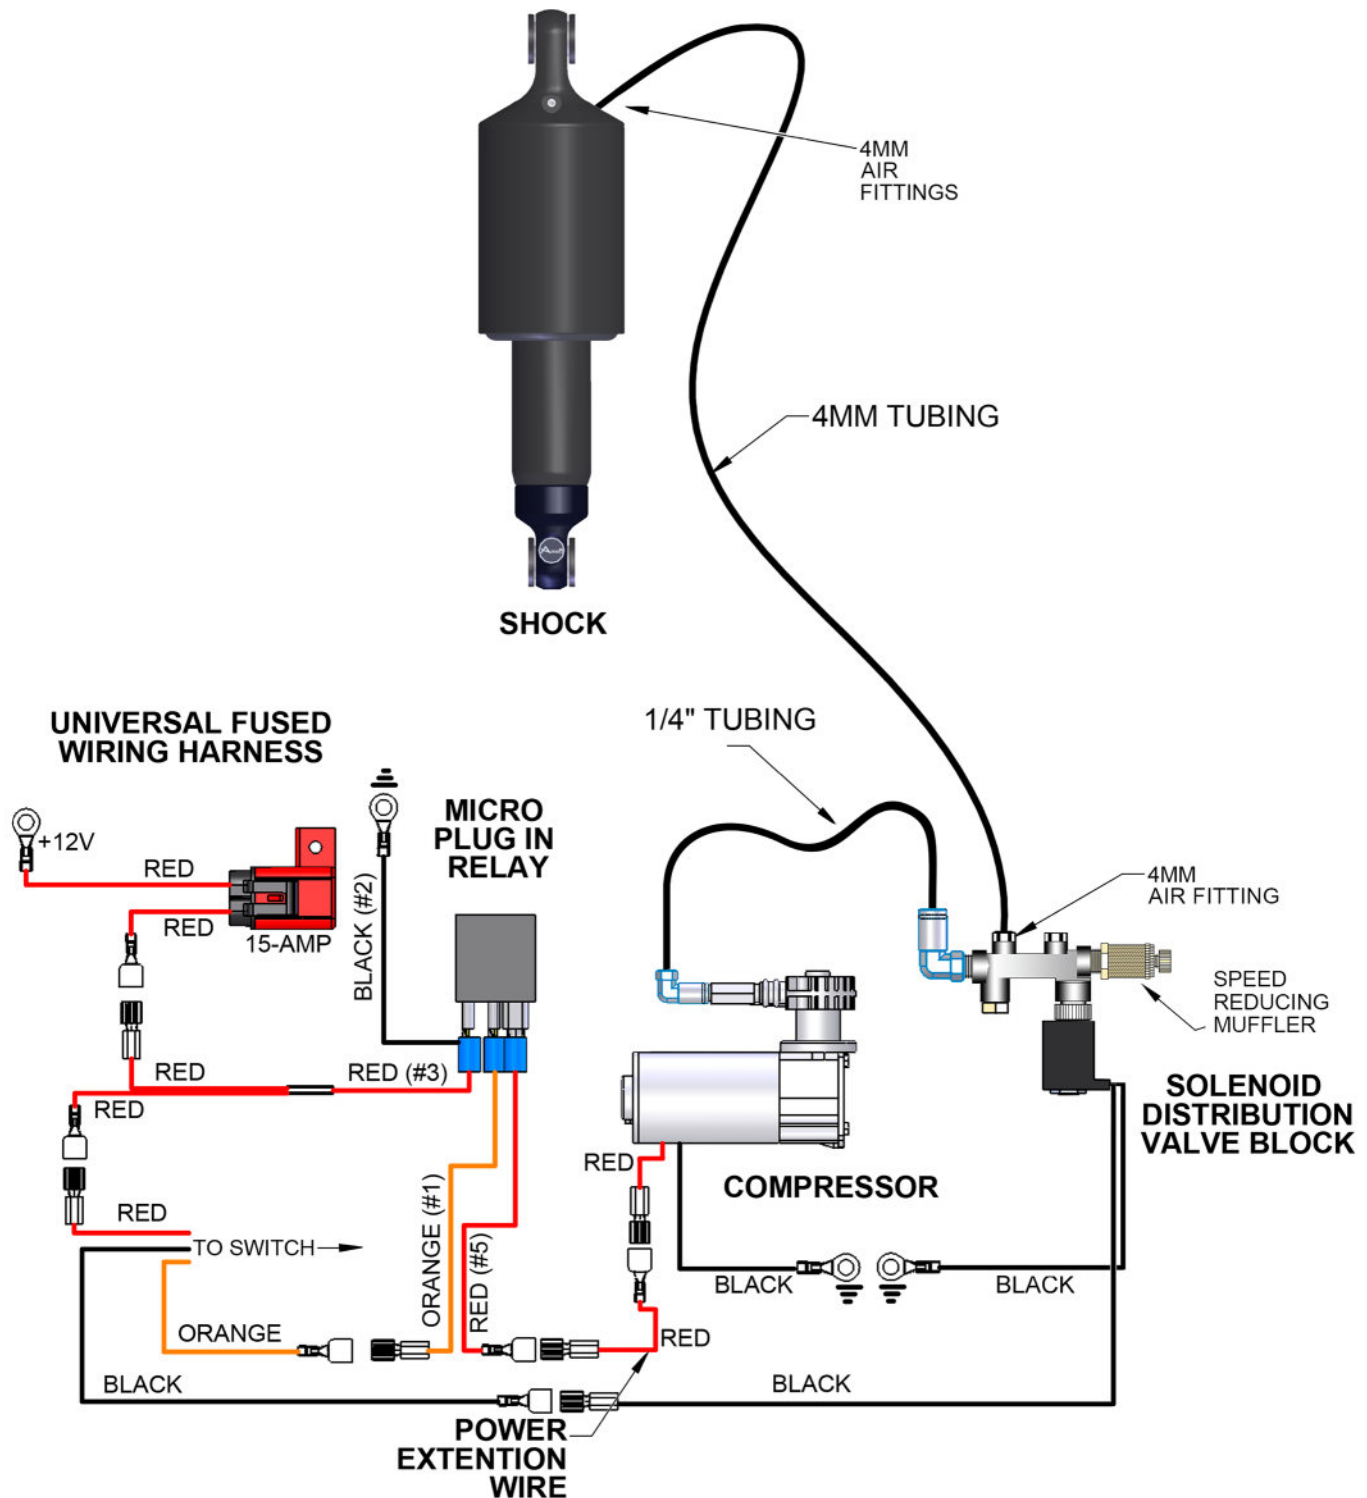 4MM
AIR
FITTINGS
4MM TUBING
SHOCK
UNIVERSAL FUSED
WIRING HARNESS
1/4" TUBING
+12V
RED
RED
15-AMP
BLACK (#2)
MICRO
PLUG IN
RELAY
4MM
AIR FITTING
SPEED
REDUCING
MUFFLER
SOLENOID
DISTRIBUTION
VALVE BLOCK
RED
RED (#3)
RED
RED
TO SWITCH
ORANGE (#1)
RED (#5)
RED
COMPRESSOR
BLACK
BLACK
ORANGE
RED
BLACK
BLACK
POWER
EXTENTION
WIRE